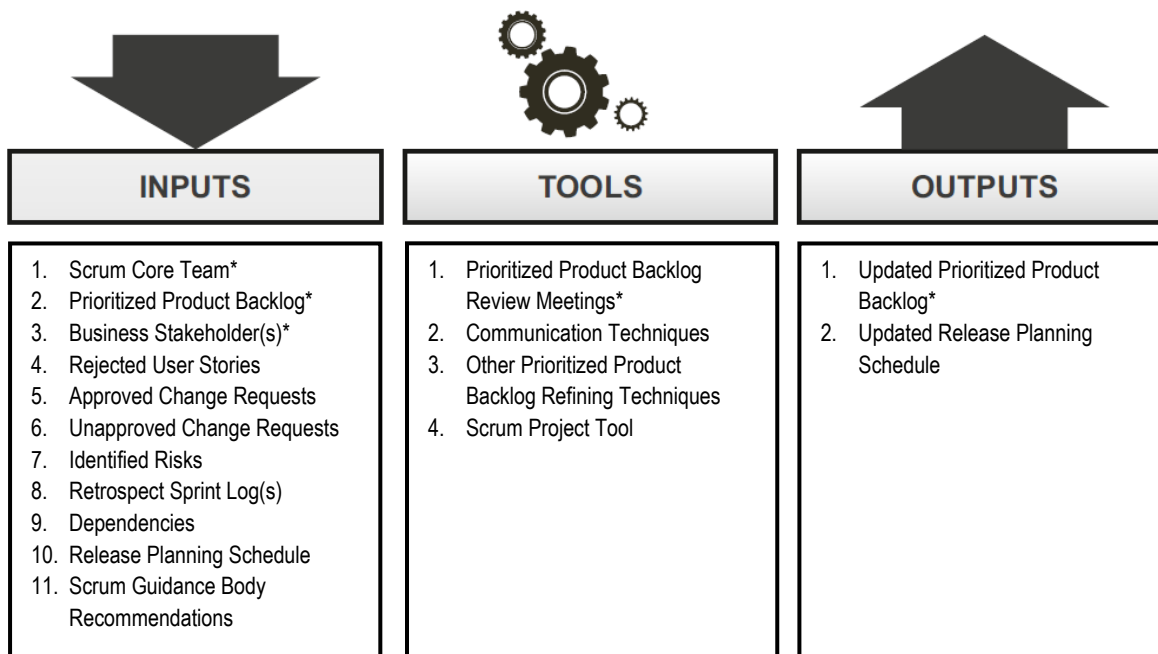 INPUTS
1. Scrum Core Team*
2. Prioritized Product Backlog*
3. Business Stakeholder(s)*
4. Rejected User Stories
5. Approved Change Requests
6. Unapproved Change Requests
7. Identified Risks
8. Retrospect Sprint Log(s)
9. Dependencies
10. Release Planning Schedule
11. Scrum Guidance Body
Recommendations
TOOLS
1. Prioritized Product Backlog
Review Meetings*
2. Communication Techniques
3. Other Prioritized Product
Backlog Refining Techniques
4. Scrum Project Tool
OUTPUTS
1. Updated Prioritized Product
Backlog*
2. Updated Release Planning
Schedule